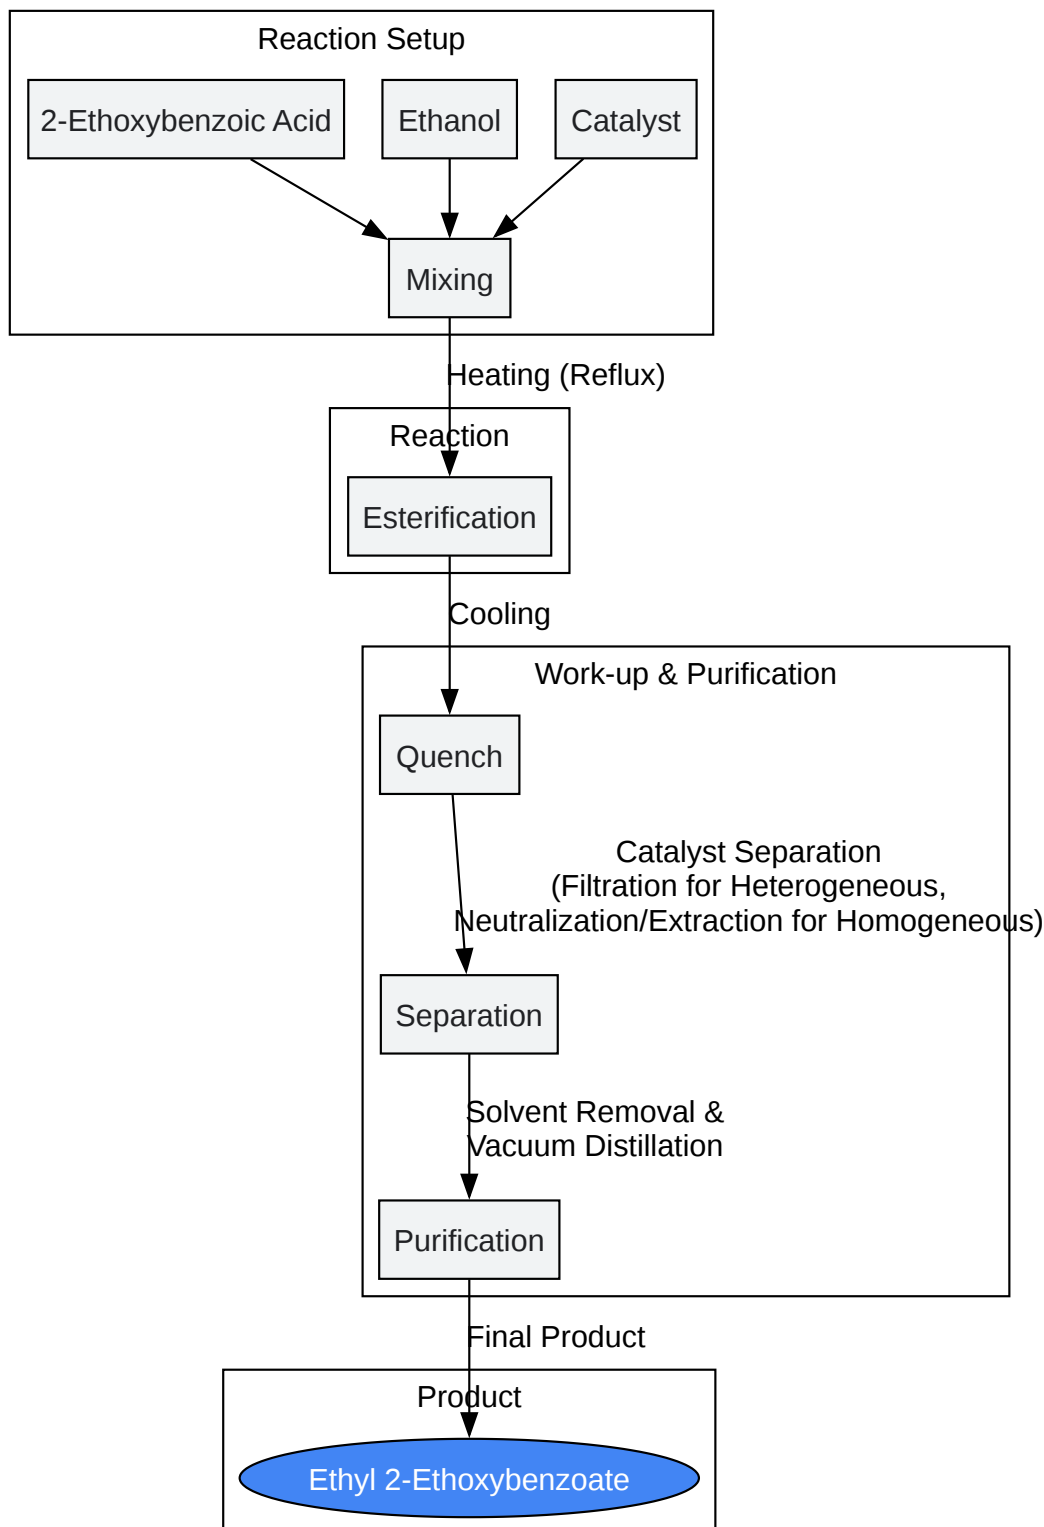 Reaction Setup
2-Ethoxybenzoic Acid
Ethanol
Catalyst
Mixing
Heating (Reflux)
Reaction
Esterification
Cooling
Work-up & Purification
Quench
Catalyst Separation
(Filtration for Heterogeneous,
Neutralization/Extraction for Homogeneous)
Separation
Solvent Removal &
Vacuum Distillation
Purification
Final Product
Product
Ethyl 2-Ethoxybenzoate